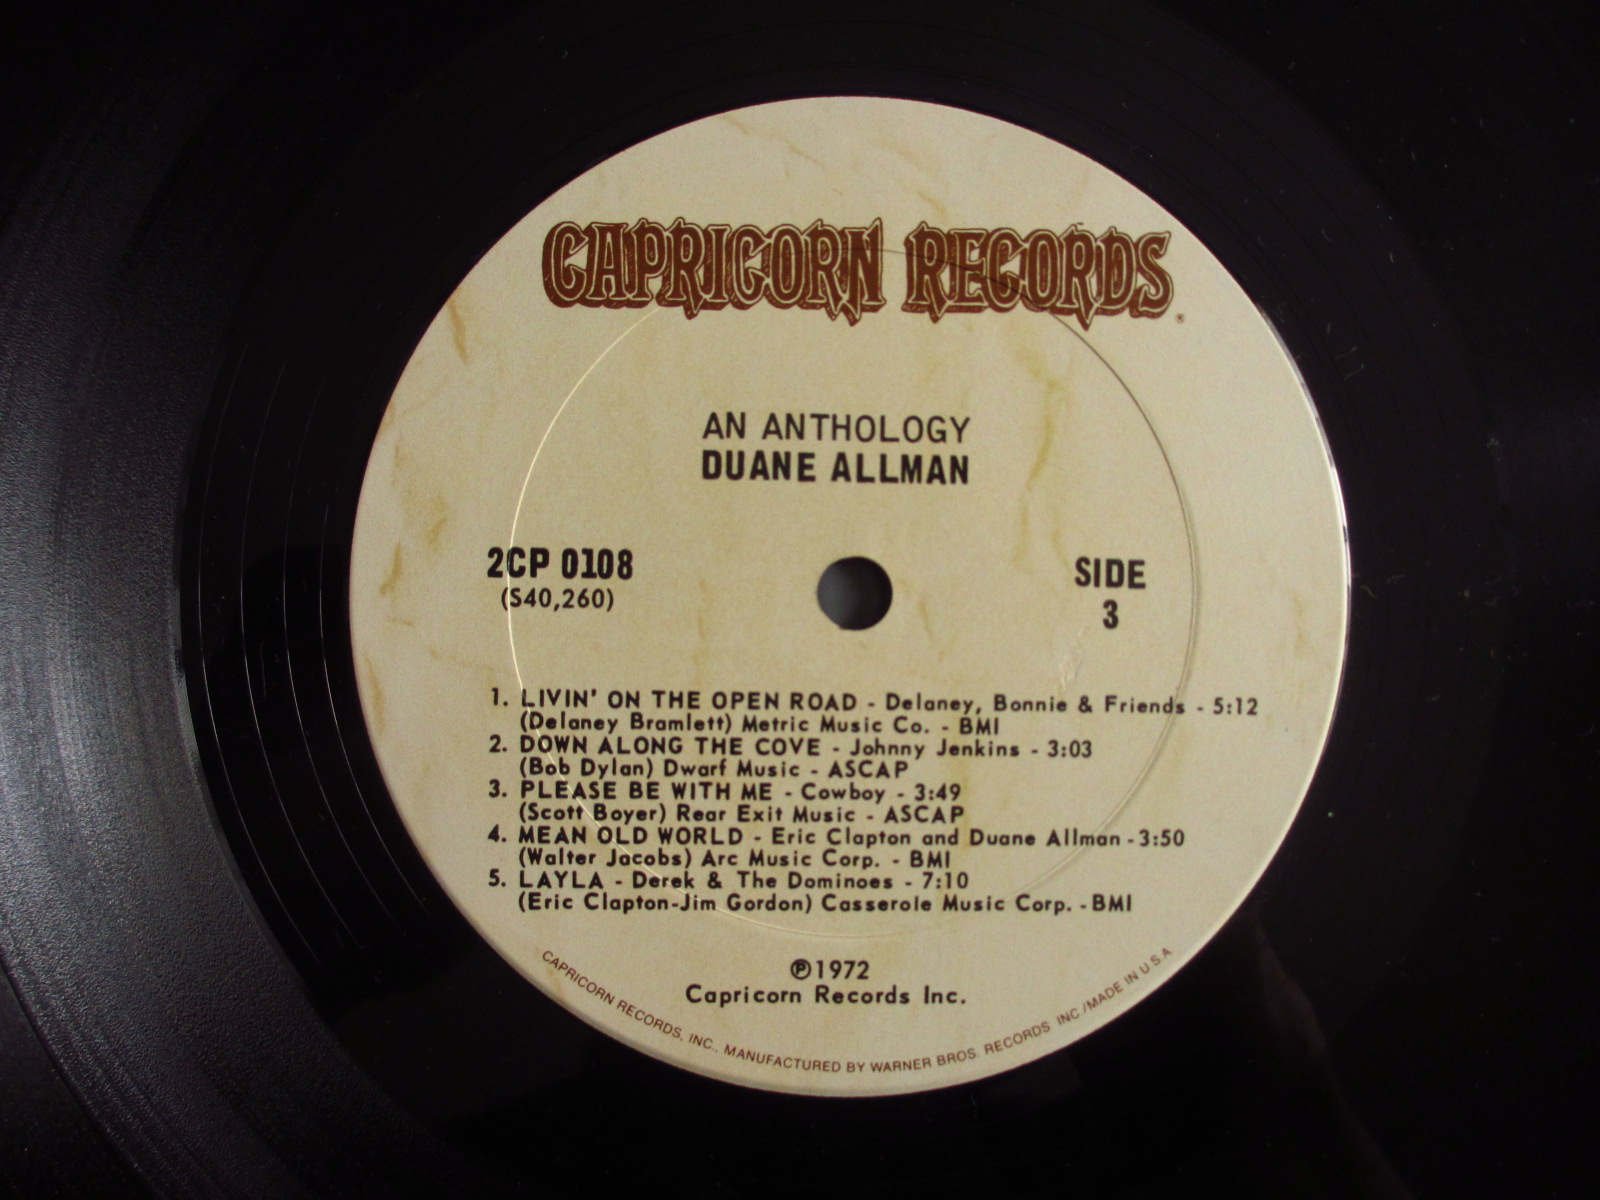 CAPRICORN RECORDS®
AN ANTHOLOGY
DUANE ALLMAN
2CP 0108
(S40,260)
SIDE
3
1. LIVIN' ON THE OPEN ROAD - Delaney, Bonnie & Friends - 5:12
(Delaney Bramlett) Metric Music Co. - BMI
2. DOWN ALONG THE COVE - Johnny Jenkins - 3:03
(Bob Dylan) Dwarf Music - ASCAP
3. PLEASE BE WITH ME - Cowboy - 3:49
(Scott Boyer) Rear Exit Music - ASCAP
4. MEAN OLD WORLD - Eric Clapton and Duane Allman - 3:50
(Walter Jacobs) Arc Music Corp. - BMI
5. LAYLA - Derek & The Dominoes - 7:10
(Eric Clapton-Jim Gordon) Casserole Music Corp. - BMI
℗1972
Capricorn Records Inc.
CAPRICORN RECORDS, INC., MANUFACTURED BY WARNER BROS. RECORDS INC./MADE IN U.S.A.